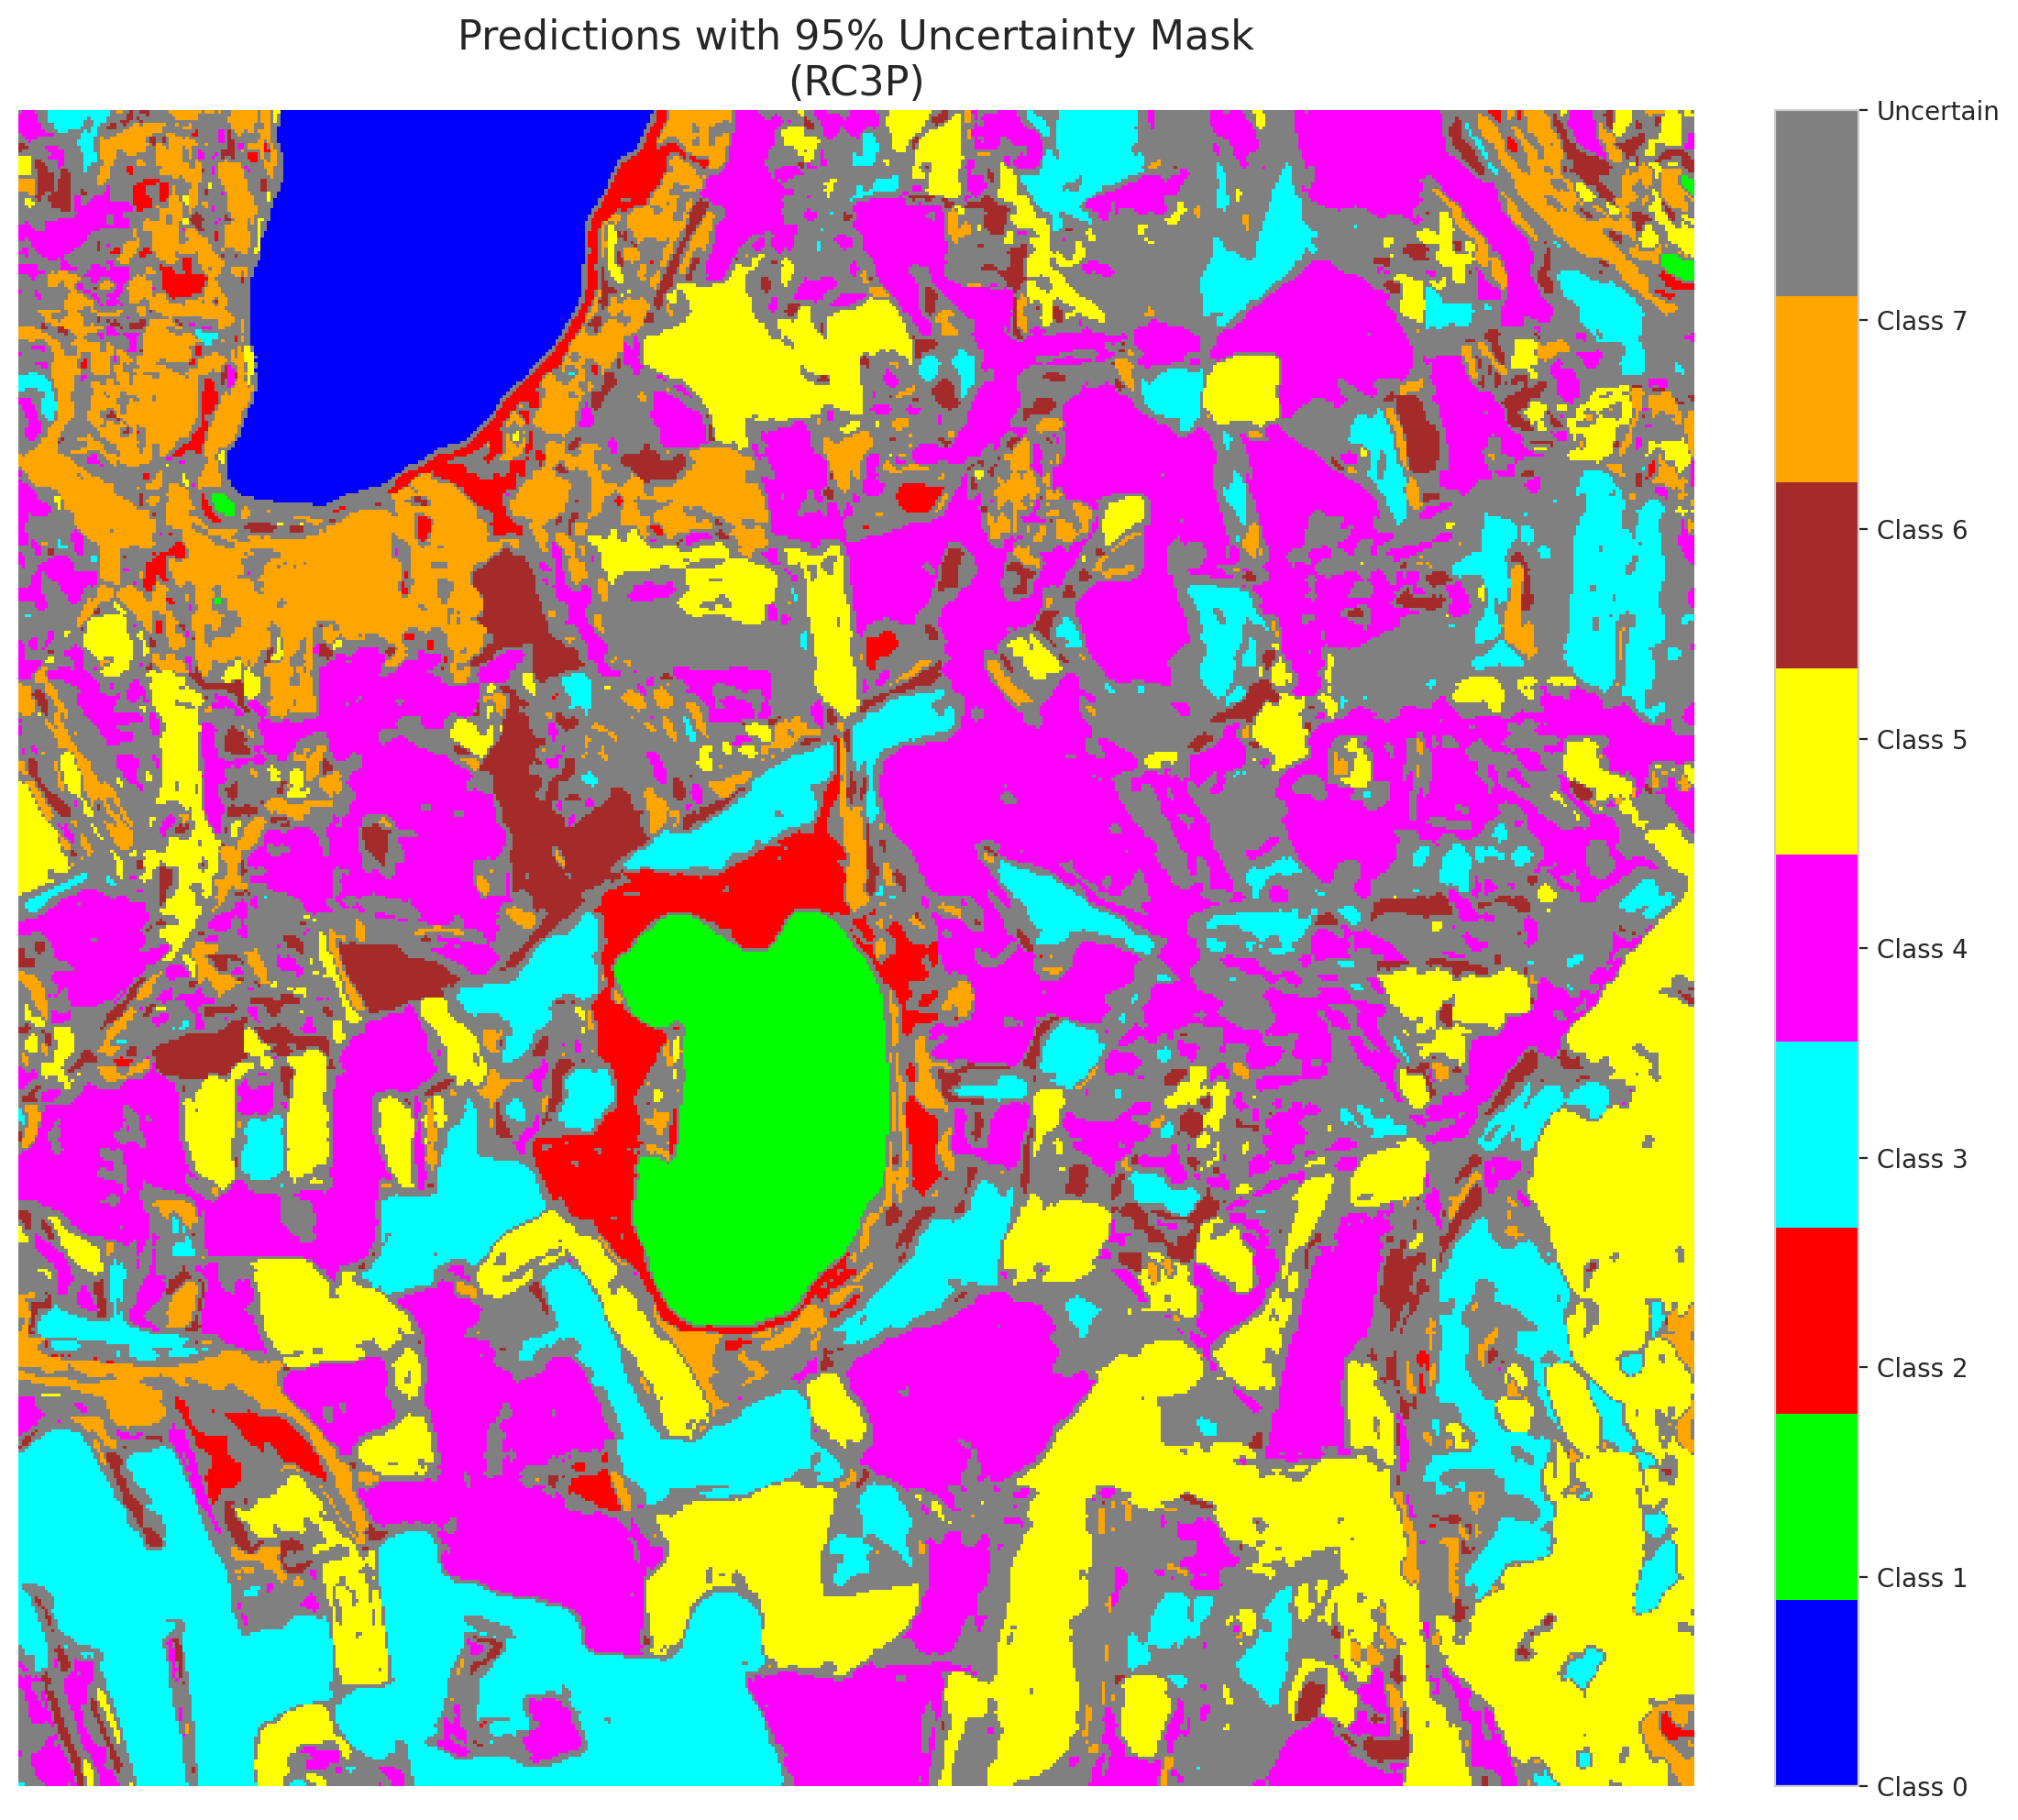 Predictions with 95% Uncertainty Mask
(RC3P)
Uncertain
Class 7
Class 6
Class 5
Class 4
Class 3
Class 2
Class 1
Class 0